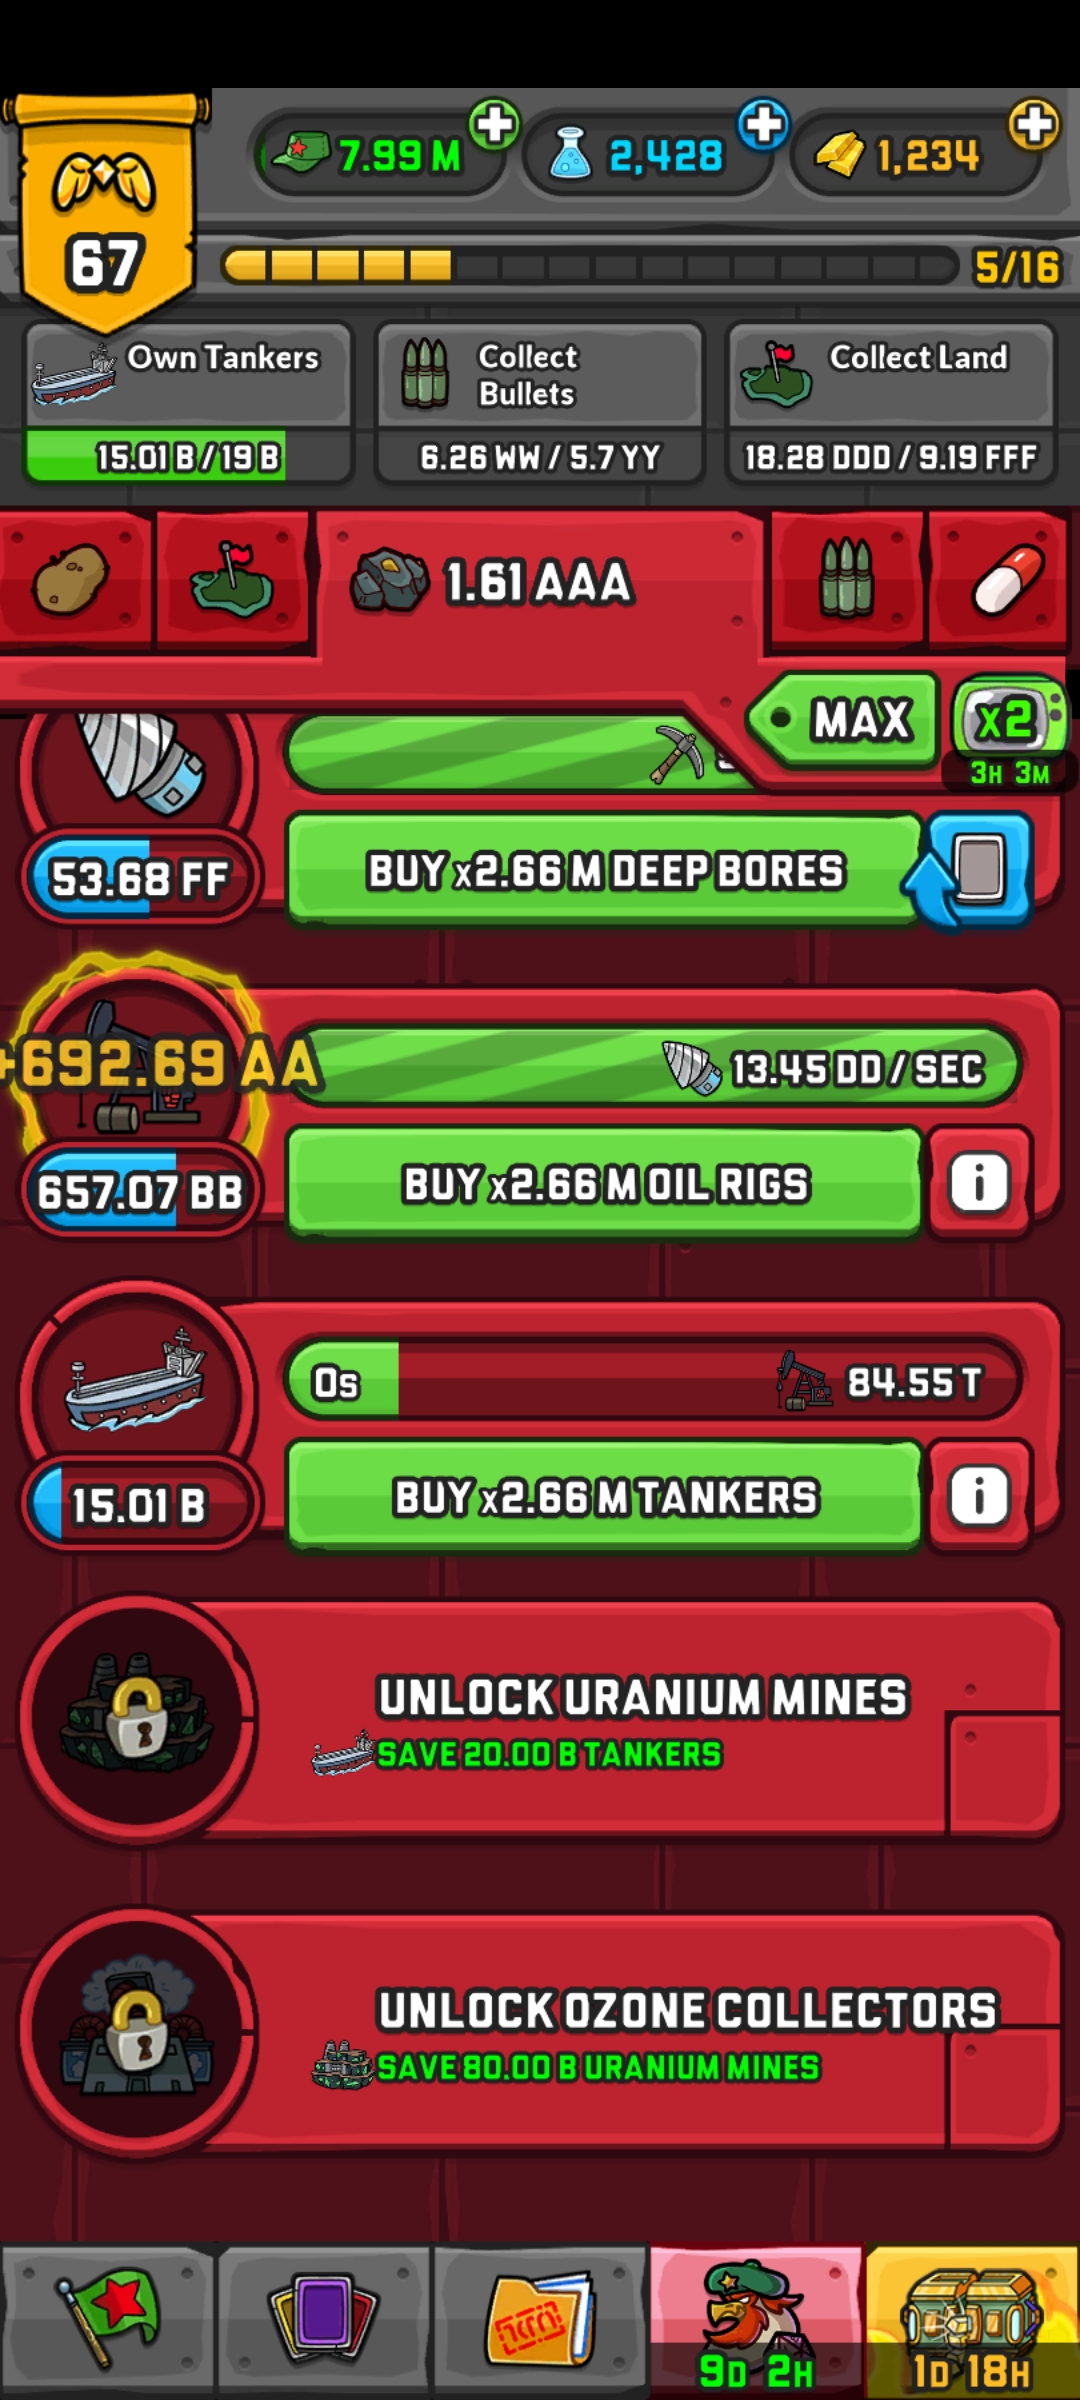 7.99 M
2,428
1,234
67
5/16
Own Tankers
15.01 B / 19 B
Collect
Bullets
6.26 WW / 5.7 YY
Collect Land
18.28 DDD / 9.19 FFF
1.61 AAA
MAX
x2
3H 3M
53.68 FF
BUY x2.66 M DEEP BORES
+692.69 AA
13.45 DD / SEC
657.07 BB
BUY x2.66 M OIL RIGS
i
0s
84.55 T
15.01 B
BUY x2.66 M TANKERS
i
UNLOCK URANIUM MINES
SAVE 20.00 B TANKERS
UNLOCK OZONE COLLECTORS
SAVE 80.00 B URANIUM MINES
9D 2H
1D 18H